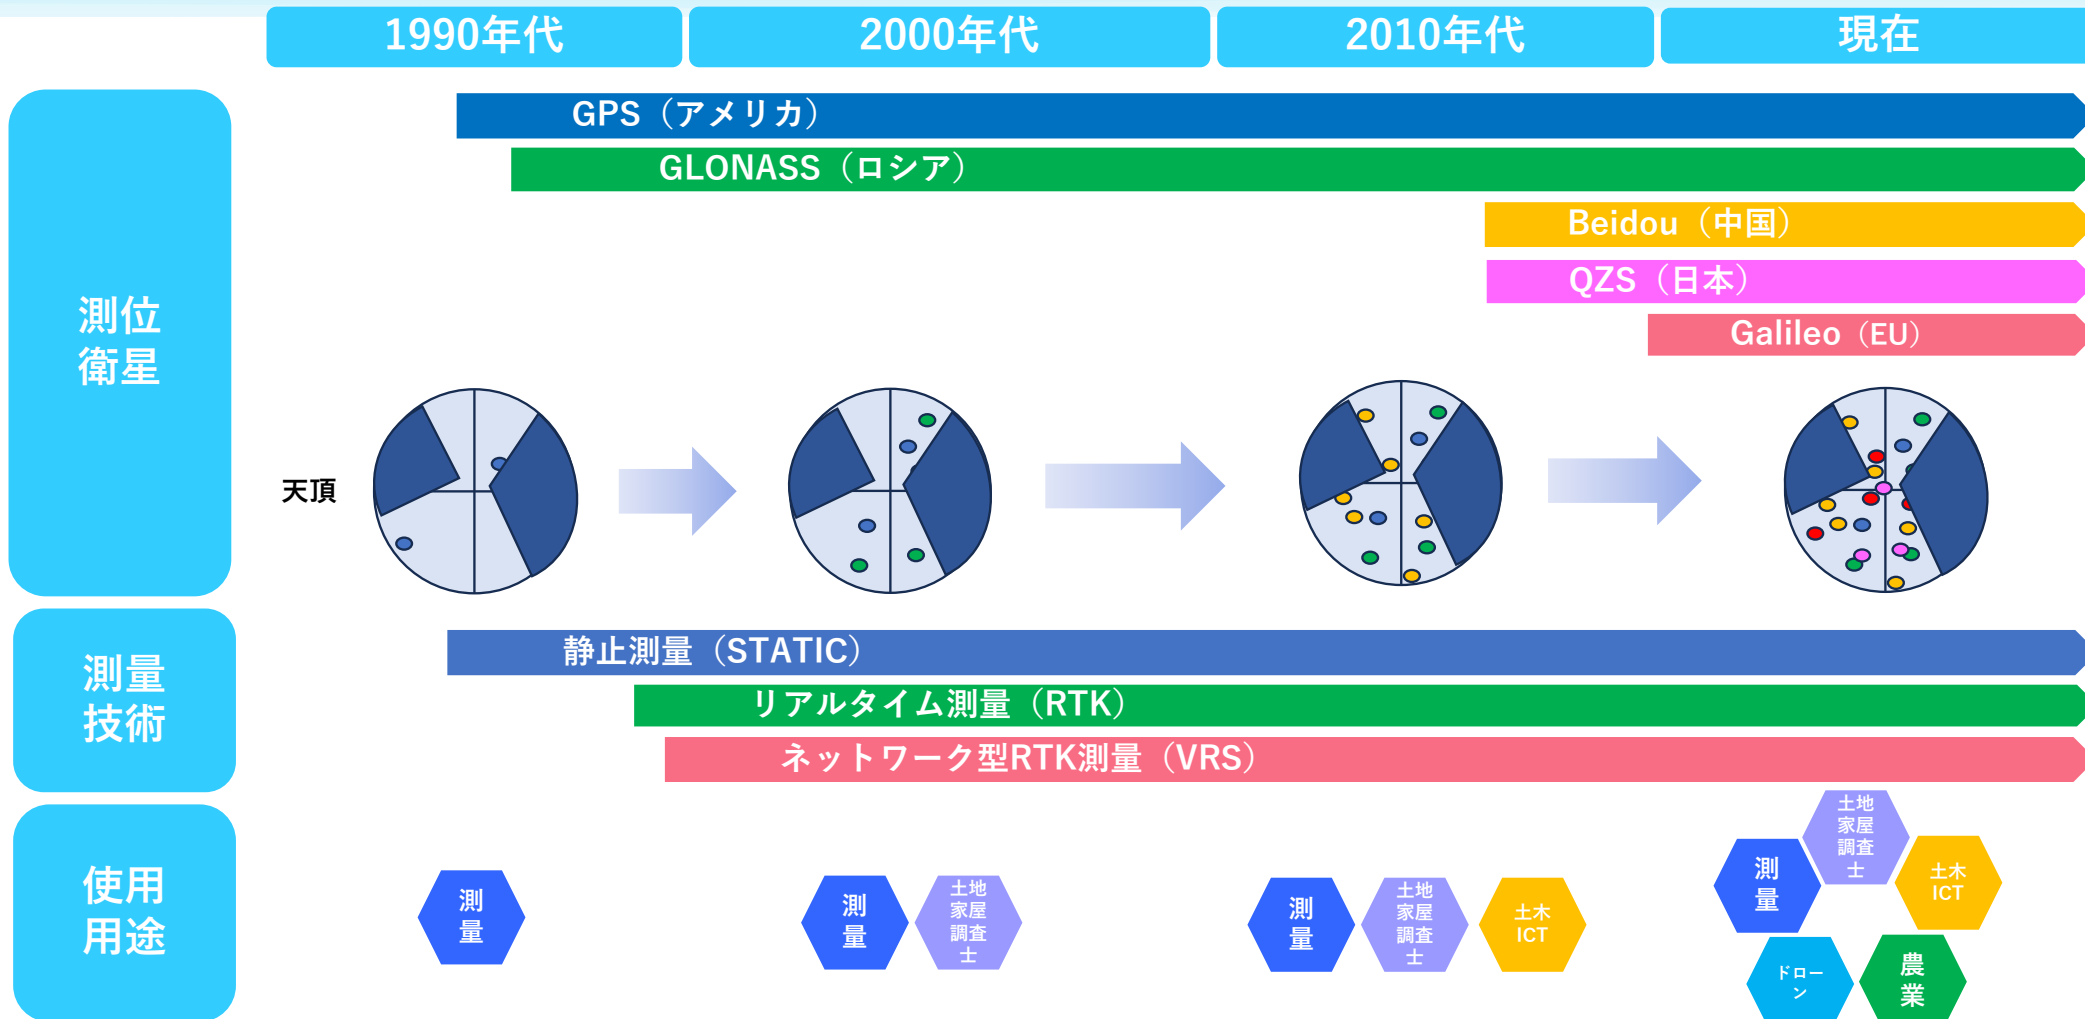 1990年代
2000年代
2010年代
現在
測位
衛星
GPS（アメリカ）
GLONASS（ロシア）
Beidou（中国）
QZS（日本）
Galileo（EU）
天頂
測量
技術
静止測量（STATIC）
リアルタイム測量（RTK）
ネットワーク型RTK測量（VRS）
使用
用途
測
量
測
量
土地
家屋
調査
士
測
量
土地
家屋
調査
士
土木
ICT
測
量
土地
家屋
調査
士
土木
ICT
ドロー
ン
農
業